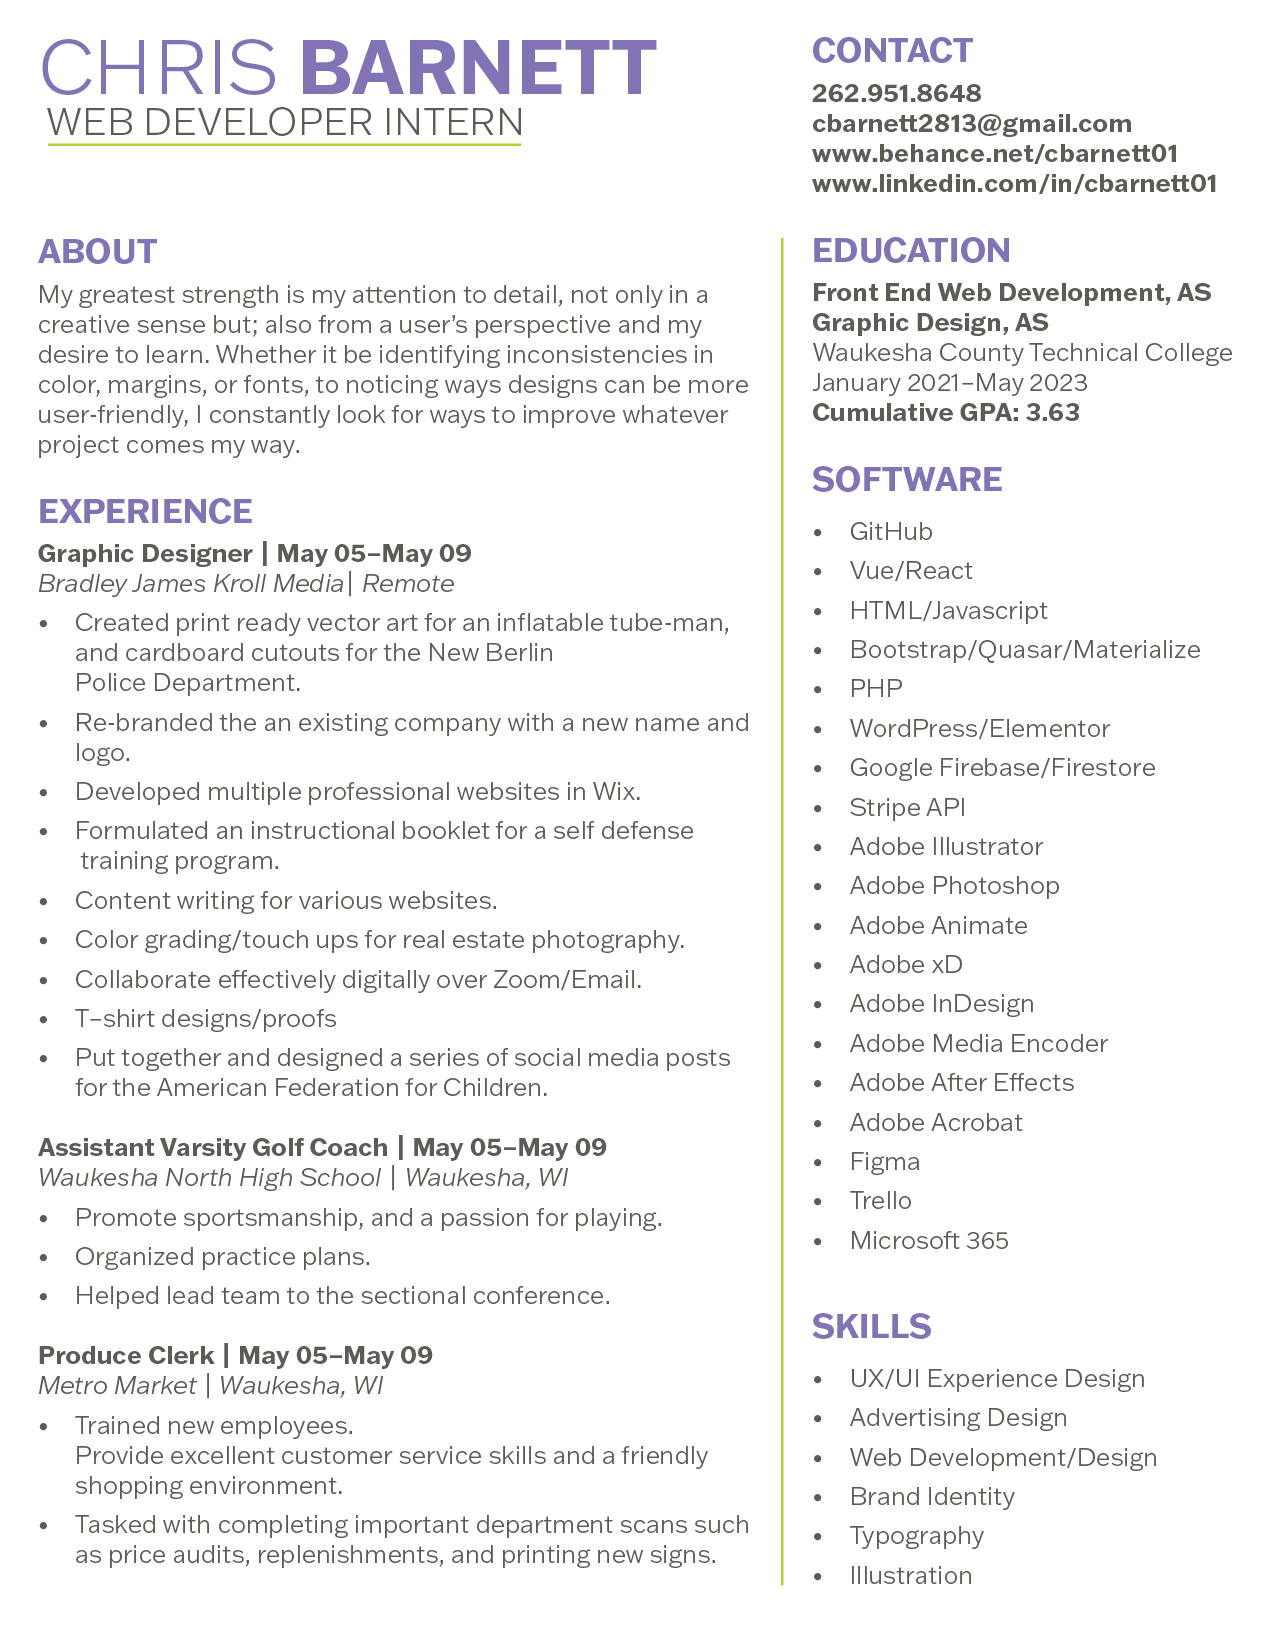 CHRIS BARNETT
WEB DEVELOPER INTERN
CONTACT
262.951.8648
cbarnett2813@gmail.com
www.behance.net/cbarnett01
www.linkedin.com/in/cbarnett01
ABOUT
My greatest strength is my attention to detail, not only in a
creative sense but; also from a user’s perspective and my
desire to learn. Whether it be identifying inconsistencies in
color, margins, or fonts, to noticing ways designs can be more
user-friendly, I constantly look for ways to improve whatever
project comes my way.
EXPERIENCE
Graphic Designer | May 05–May 09
Bradley James Kroll Media| Remote
• Created print ready vector art for an inflatable tube-man,
and cardboard cutouts for the New Berlin
Police Department.
• Re-branded the an existing company with a new name and
logo.
• Developed multiple professional websites in Wix.
• Formulated an instructional booklet for a self defense
training program.
• Content writing for various websites.
• Color grading/touch ups for real estate photography.
• Collaborate effectively digitally over Zoom/Email.
• T–shirt designs/proofs
• Put together and designed a series of social media posts
for the American Federation for Children.
Assistant Varsity Golf Coach | May 05–May 09
Waukesha North High School | Waukesha, WI
• Promote sportsmanship, and a passion for playing.
• Organized practice plans.
• Helped lead team to the sectional conference.
Produce Clerk | May 05–May 09
Metro Market | Waukesha, WI
• Trained new employees.
Provide excellent customer service skills and a friendly
shopping environment.
• Tasked with completing important department scans such
as price audits, replenishments, and printing new signs.
EDUCATION
Front End Web Development, AS
Graphic Design, AS
Waukesha County Technical College
January 2021–May 2023
Cumulative GPA: 3.63
SOFTWARE
• GitHub
• Vue/React
• HTML/Javascript
• Bootstrap/Quasar/Materialize
• PHP
• WordPress/Elementor
• Google Firebase/Firestore
• Stripe API
• Adobe Illustrator
• Adobe Photoshop
• Adobe Animate
• Adobe xD
• Adobe InDesign
• Adobe Media Encoder
• Adobe After Effects
• Adobe Acrobat
• Figma
• Trello
• Microsoft 365
SKILLS
• UX/UI Experience Design
• Advertising Design
• Web Development/Design
• Brand Identity
• Typography
• Illustration